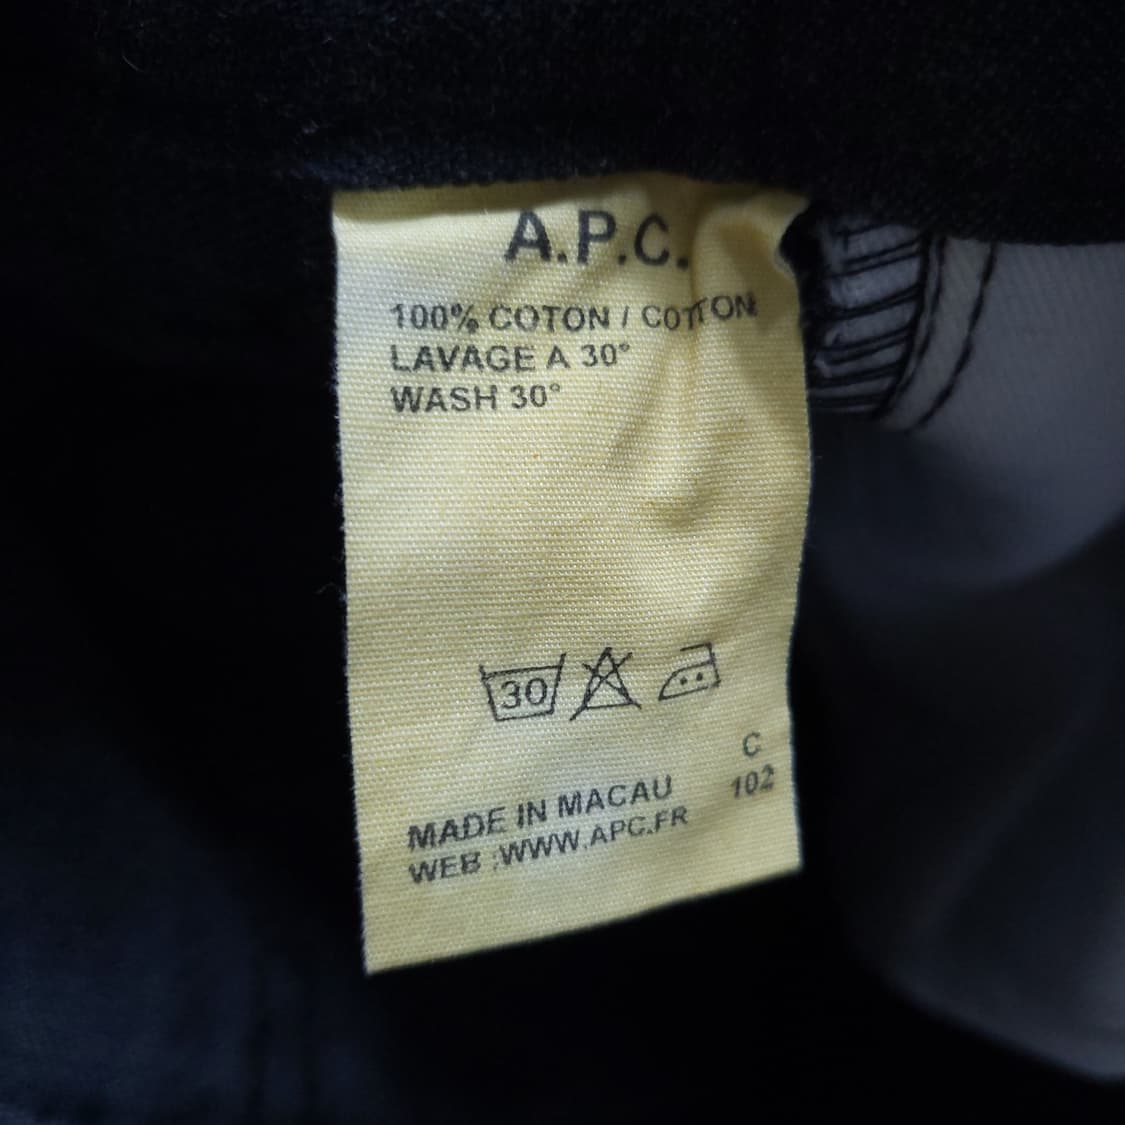 A.P.C.
100% COTON / COTTON
LAVAGE A 30°
WASH 30°
30
C
102
MADE IN MACAU
WEB :WWW.APC.FR